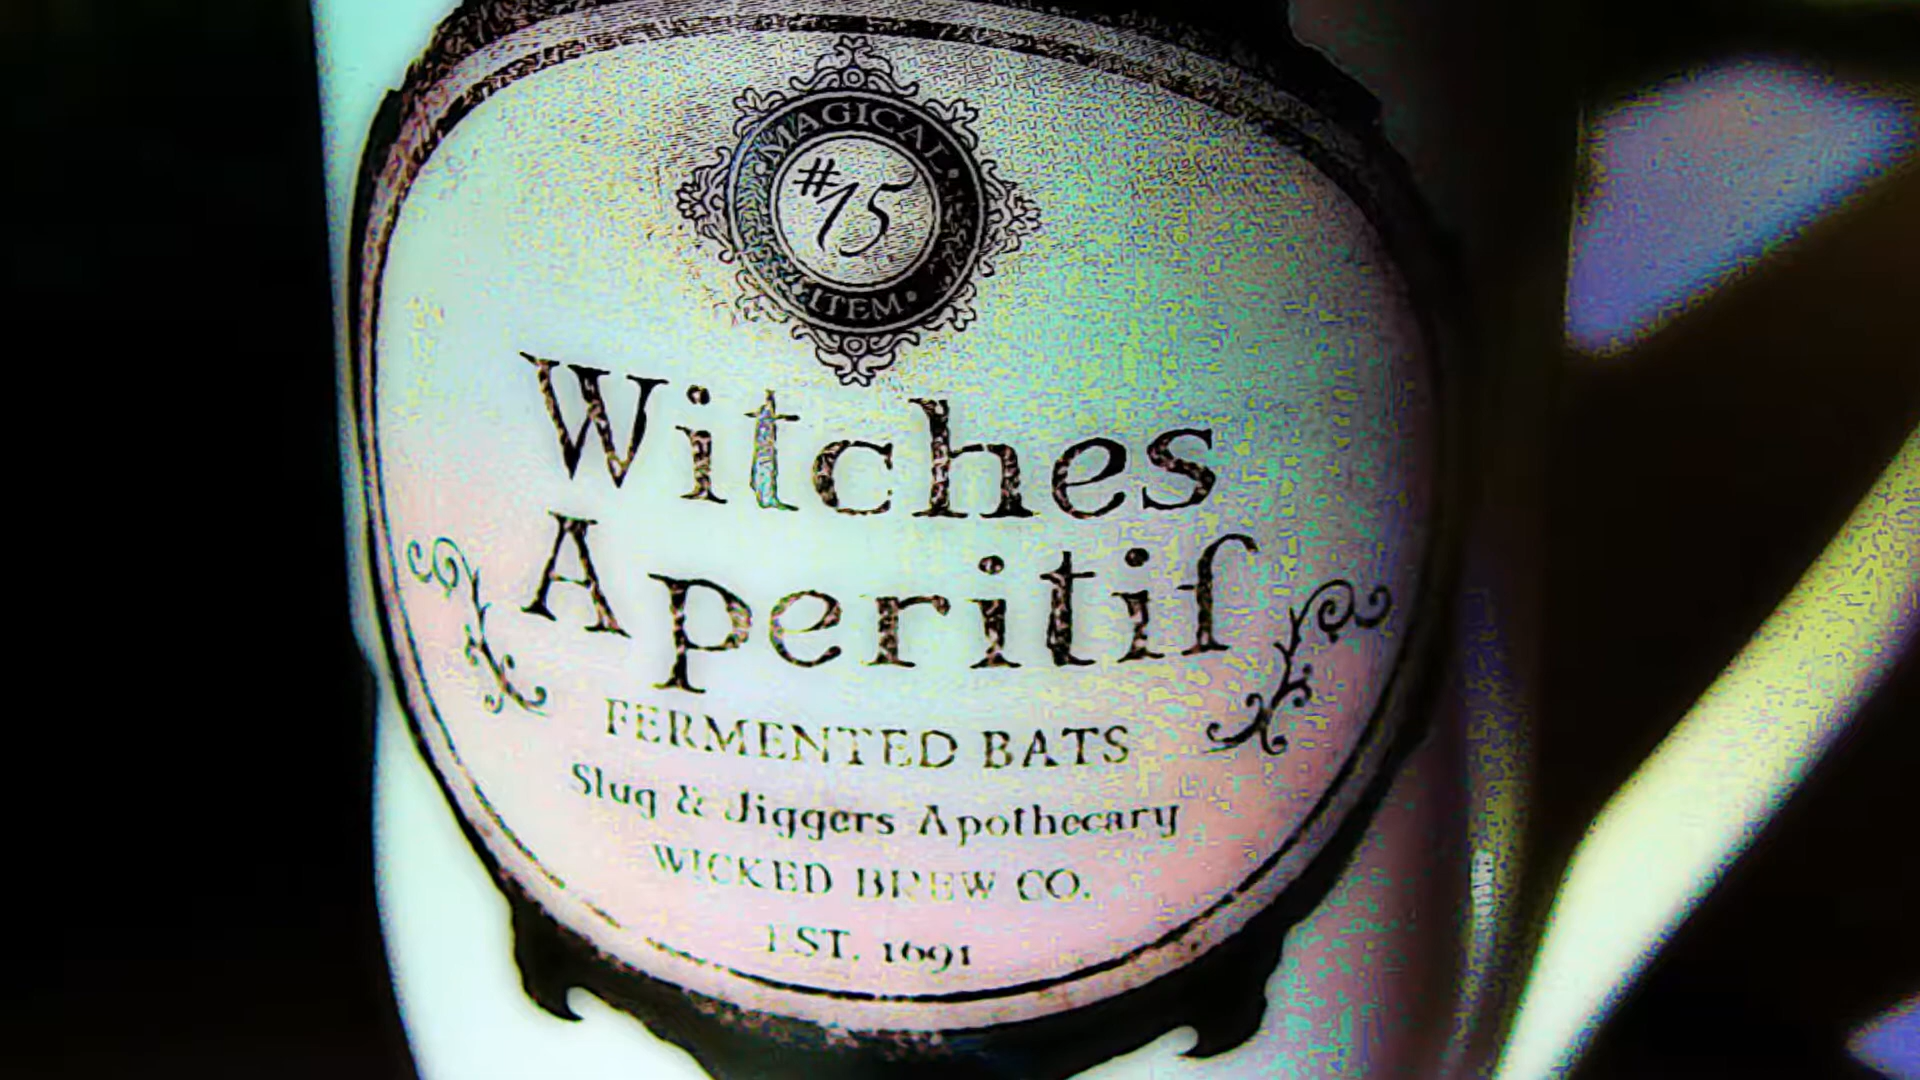 MAGICAL
#15
ITEM
Witches
Aperitif
FERMENTED BATS
Slug & Jiggers Apothecary
WICKED BREW CO.
EST. 1691